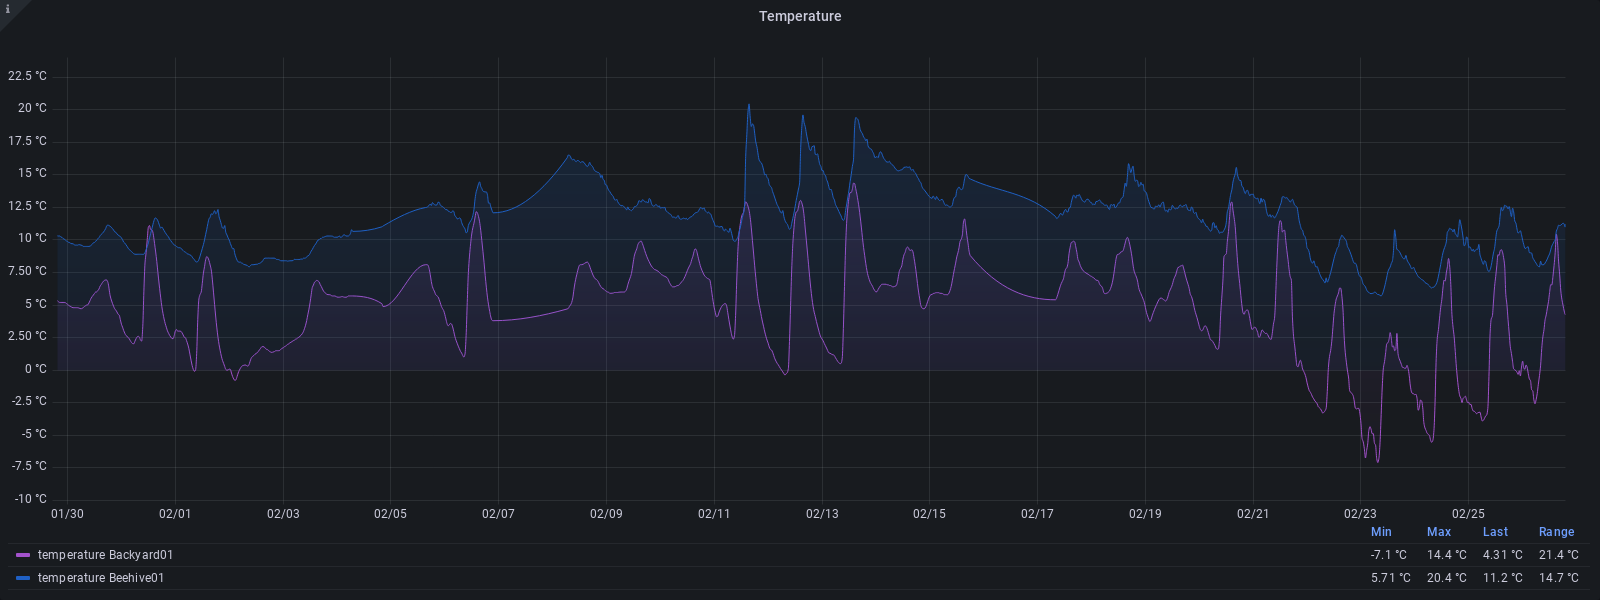 i
Temperature
22.5 °C
20 °C
17.5 °C
15 °C
12.5 °C
10 °C
7.50 °C
5 °C
2.50 °C
0 °C
-2.5 °C
-5 °C
-7.5 °C
-10 °C
01/30 02/01 02/03 02/05 02/07 02/09 02/11 02/13 02/15 02/17 02/19 02/21 02/23 02/25
Min Max Last Range
temperature Backyard01 -7.1 °C 14.4 °C 4.31 °C 21.4 °C
temperature Beehive01 5.71 °C 20.4 °C 11.2 °C 14.7 °C